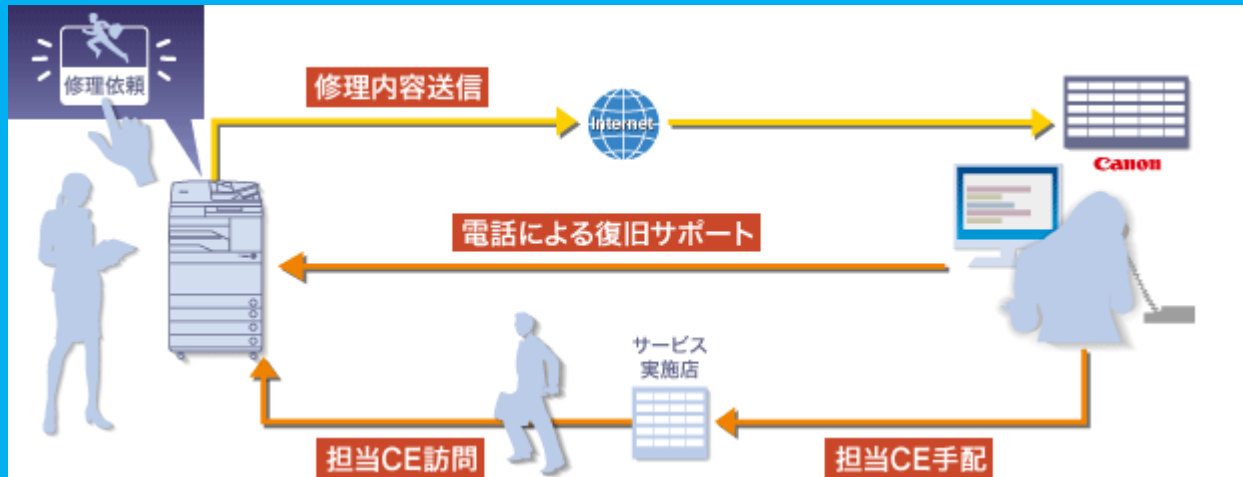 修理依頼
修理内容送信
Internet
Canon
電話による復旧サポート
サービス
実施店
担当CE訪問
担当CE手配